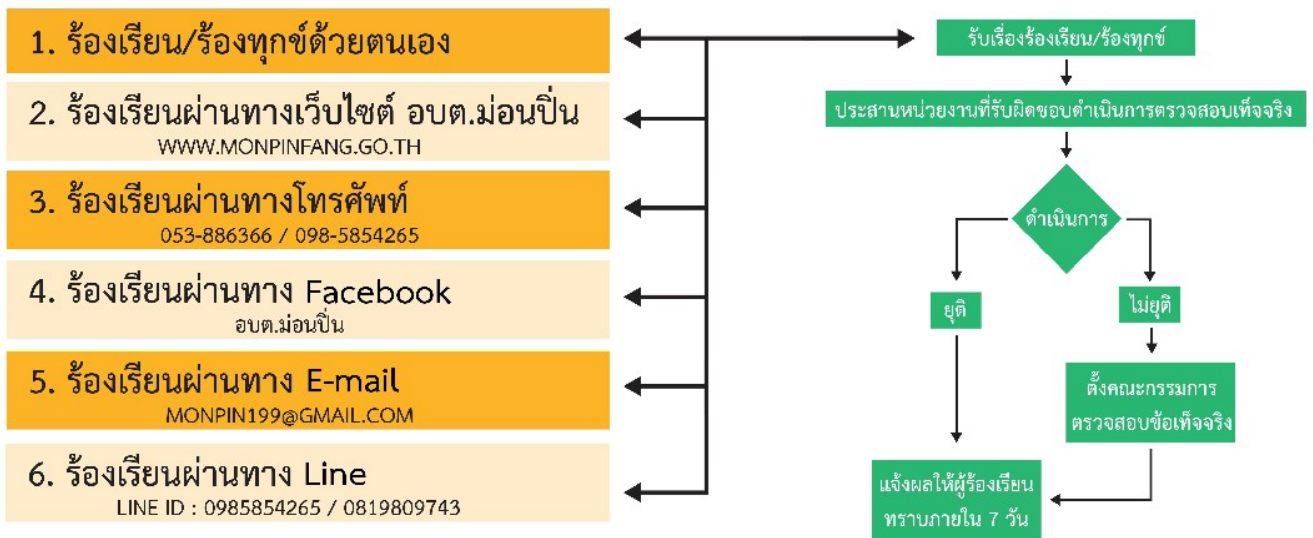 1. ร้องเรียน/ร้องทุกข์ด้วยตนเอง
2. ร้องเรียนผ่านทางเว็บไซต์ อบต.ม่อนปิ่น
WWW.MONPINFANG.GO.TH
3. ร้องเรียนผ่านทางโทรศัพท์
053-886366 / 098-5854265
4. ร้องเรียนผ่านทาง Facebook
อบต.ม่อนปิ่น
5. ร้องเรียนผ่านทาง E-mail
MONPIN199@GMAIL.COM
6. ร้องเรียนผ่านทาง Line
LINE ID : 0985854265 / 0819809743
รับเรื่องร้องเรียน/ร้องทุกข์
ประสานหน่วยงานที่รับผิดชอบดำเนินการตรวจสอบเท็จจริง
ดำเนินการ
ยุติ
ไม่ยุติ
ตั้งคณะกรรมการ
ตรวจสอบข้อเท็จจริง
แจ้งผลให้ผู้ร้องเรียน
ทราบภายใน 7 วัน